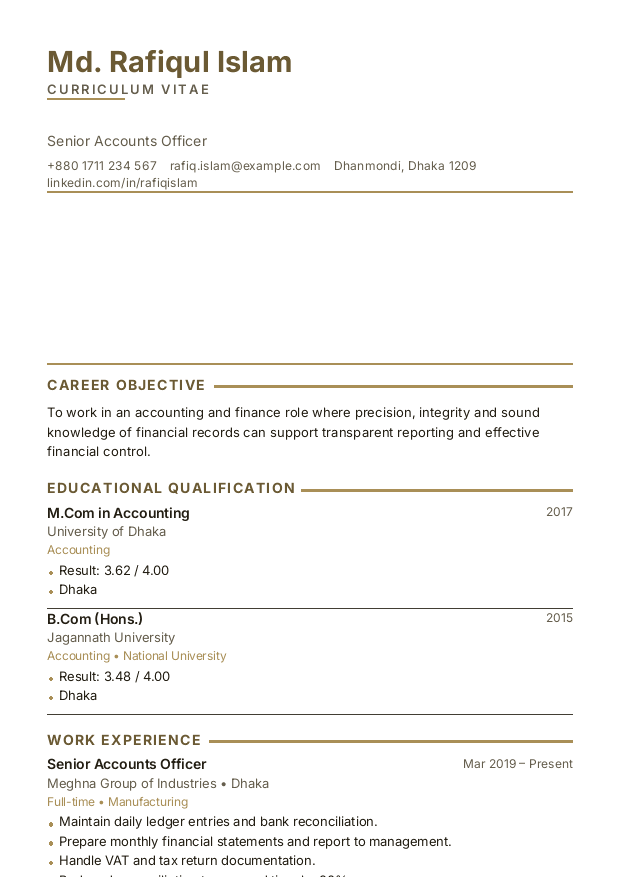 Md. Rafiqul Islam
CURRICULUM VITAE
Senior Accounts Officer
+880 1711 234 567 rafiq.islam@example.com Dhanmondi, Dhaka 1209
linkedin.com/in/rafiqislam
CAREER OBJECTIVE
To work in an accounting and finance role where precision, integrity and sound
knowledge of financial records can support transparent reporting and effective
financial control.
EDUCATIONAL QUALIFICATION
M.Com in Accounting 2017
University of Dhaka
Accounting
• Result: 3.62 / 4.00
• Dhaka
B.Com (Hons.) 2015
Jagannath University
Accounting • National University
• Result: 3.48 / 4.00
• Dhaka
WORK EXPERIENCE
Senior Accounts Officer Mar 2019 – Present
Meghna Group of Industries • Dhaka
Full-time • Manufacturing
• Maintain daily ledger entries and bank reconciliation.
• Prepare monthly financial statements and report to management.
• Handle VAT and tax return documentation.